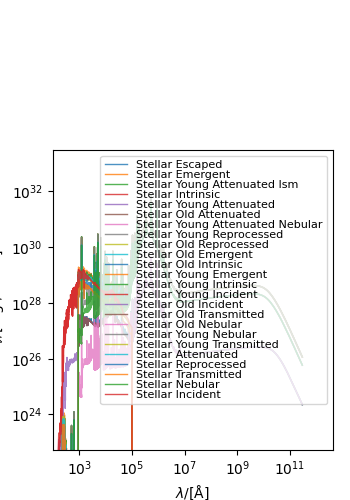 10^32
10^30
10^28
10^26
10^24
Stellar Escaped
Stellar Emergent
Stellar Young Attenuated Ism
Stellar Intrinsic
Stellar Young Attenuated
Stellar Old Attenuated
Stellar Young Attenuated Nebular
Stellar Young Reprocessed
Stellar Old Reprocessed
Stellar Old Emergent
Stellar Old Intrinsic
Stellar Young Emergent
Stellar Young Intrinsic
Stellar Young Incident
Stellar Old Incident
Stellar Old Transmitted
Stellar Old Nebular
Stellar Young Nebular
Stellar Young Transmitted
Stellar Attenuated
Stellar Reprocessed
Stellar Transmitted
Stellar Nebular
Stellar Incident
10^3 10^5 10^7 10^9 10^11
λ/[Å]